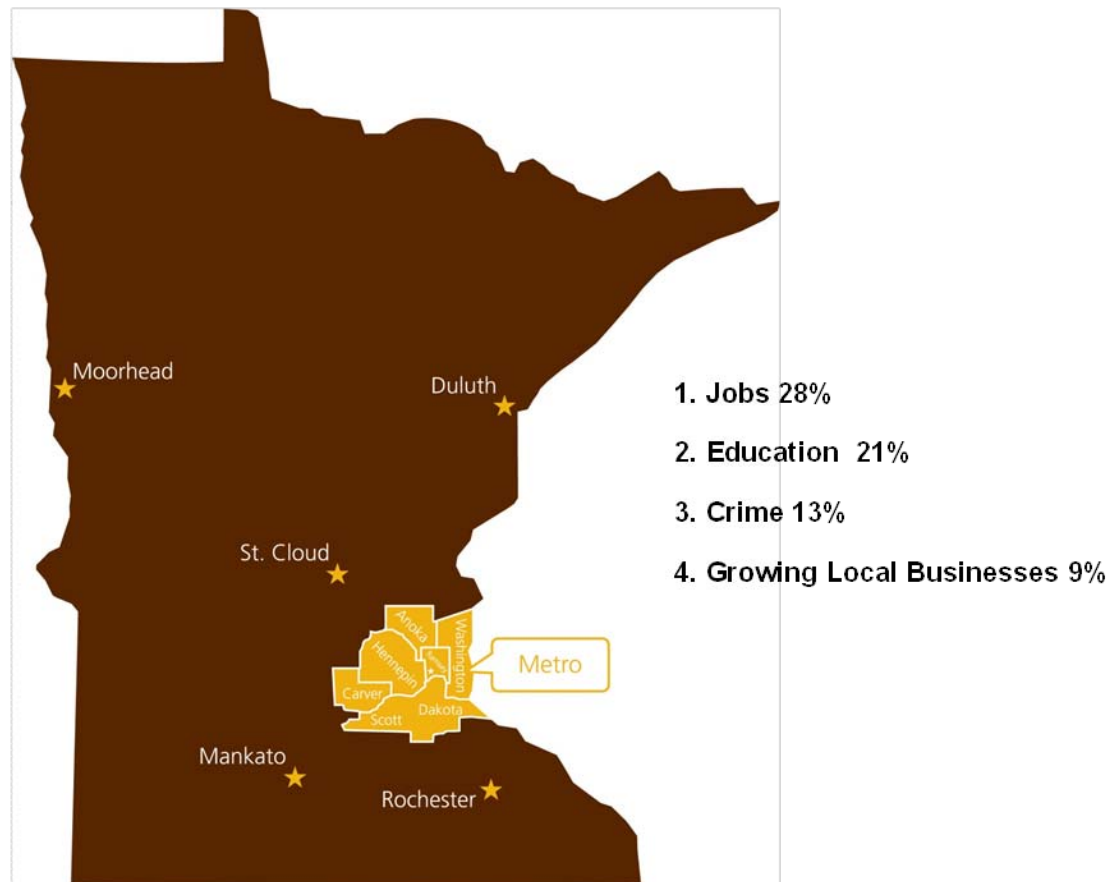 Moorhead
Duluth
1. Jobs 28%
2. Education 21%
3. Crime 13%
4. Growing Local Businesses 9%
St. Cloud
Anoka
Washington
Hennepin
Ramsey
Metro
Carver
Scott
Dakota
Mankato
Rochester